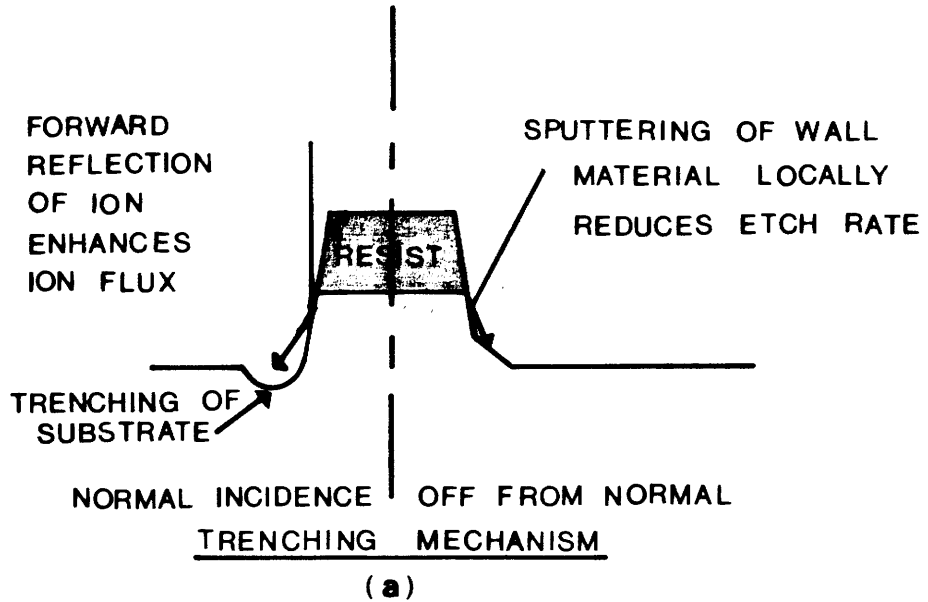 FORWARD
REFLECTION
OF ION
ENHANCES
ION FLUX
SPUTTERING OF WALL
MATERIAL LOCALLY
REDUCES ETCH RATE
RESIST
TRENCHING OF
SUBSTRATE
NORMAL INCIDENCE
OFF FROM NORMAL
TRENCHING MECHANISM
(a)